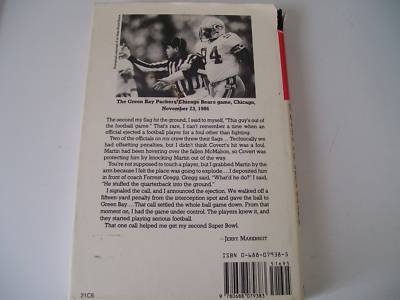 The Green Bay Packers/Chicago Bears game, Chicago,
November 23, 1986
The second my flag hit the ground, I said to myself, "This guy's out of
the football game." That's rare, I can't remember a time when an
official ejected a football player for a foul other than fighting.
Two of the motions on my crew threw their flags. . . . Technically we
had offsetting penalties, but I didn't think Covert's hit was foul.
Martin had been hovering over the fallen McMahon, so Covert was
protecting him by knocking Martin out of the way.
You're not supposed to touch a player, but I grabbed Martin by the
arm because I felt the place was going to explode. . . . I deposited him in
front of coach Forrest Gregg. Gregg said, "What'd he do?" I said,
"He stuffed the quarterback into the ground."
I signaled the call, and I announced the ejection. We walked off a
fifteen-yard penalty from the interception spot and gave the ball to
Green Bay. . . . That call settled the whole ball game down. From that
moment on, I had the game under control. The players knew it, and they
started playing serious football.
That one call helped me get my second Super Bowl.
— Jerry Markbreit
ISBN 0-688-07938-5
51695
21C6
9 780688 079383